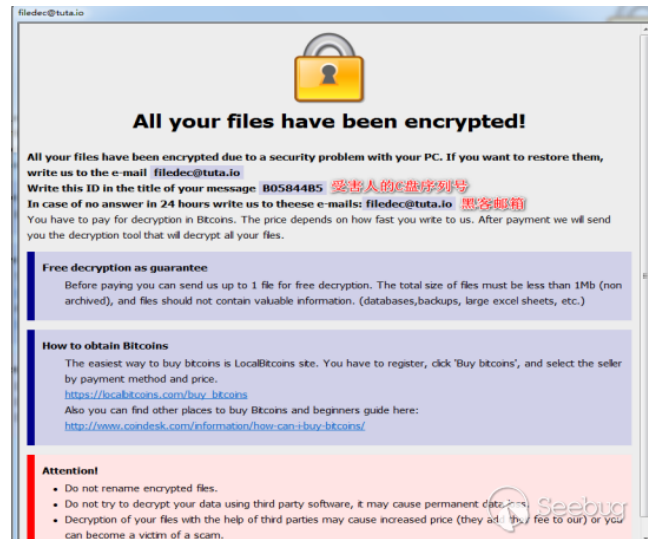 filedec@tuta.io
All your files have been encrypted!
All your files have been encrypted due to a security problem with your PC. If you want to restore them,
write us to the e-mail filedec@tuta.io
Write this ID in the title of your message B05844B5 受害人的C盘序列号
In case of no answer in 24 hours write us to theese e-mails: filedec@tuta.io 黑客邮箱
You have to pay for decryption in Bitcoins. The price depends on how fast you write to us. After payment we will send
you the decryption tool that will decrypt all your files.
Free decryption as guarantee
Before paying you can send us up to 1 file for free decryption. The total size of files must be less than 1Mb (non
archived), and files should not contain valuable information. (databases,backups, large excel sheets, etc.)
How to obtain Bitcoins
The easiest way to buy bitcoins is LocalBitcoins site. You have to register, click 'Buy bitcoins', and select the seller
by payment method and price.
https://localbitcoins.com/buy_bitcoins
Also you can find other places to buy Bitcoins and beginners guide here:
http://www.coindesk.com/information/how-can-i-buy-bitcoins/
Attention!
• Do not rename encrypted files.
• Do not try to decrypt your data using third party software, it may cause permanent data
• Decryption of your files with the help of third parties may cause increased price (they add they fee to our) or you
can become a victim of a scam.
Seebug